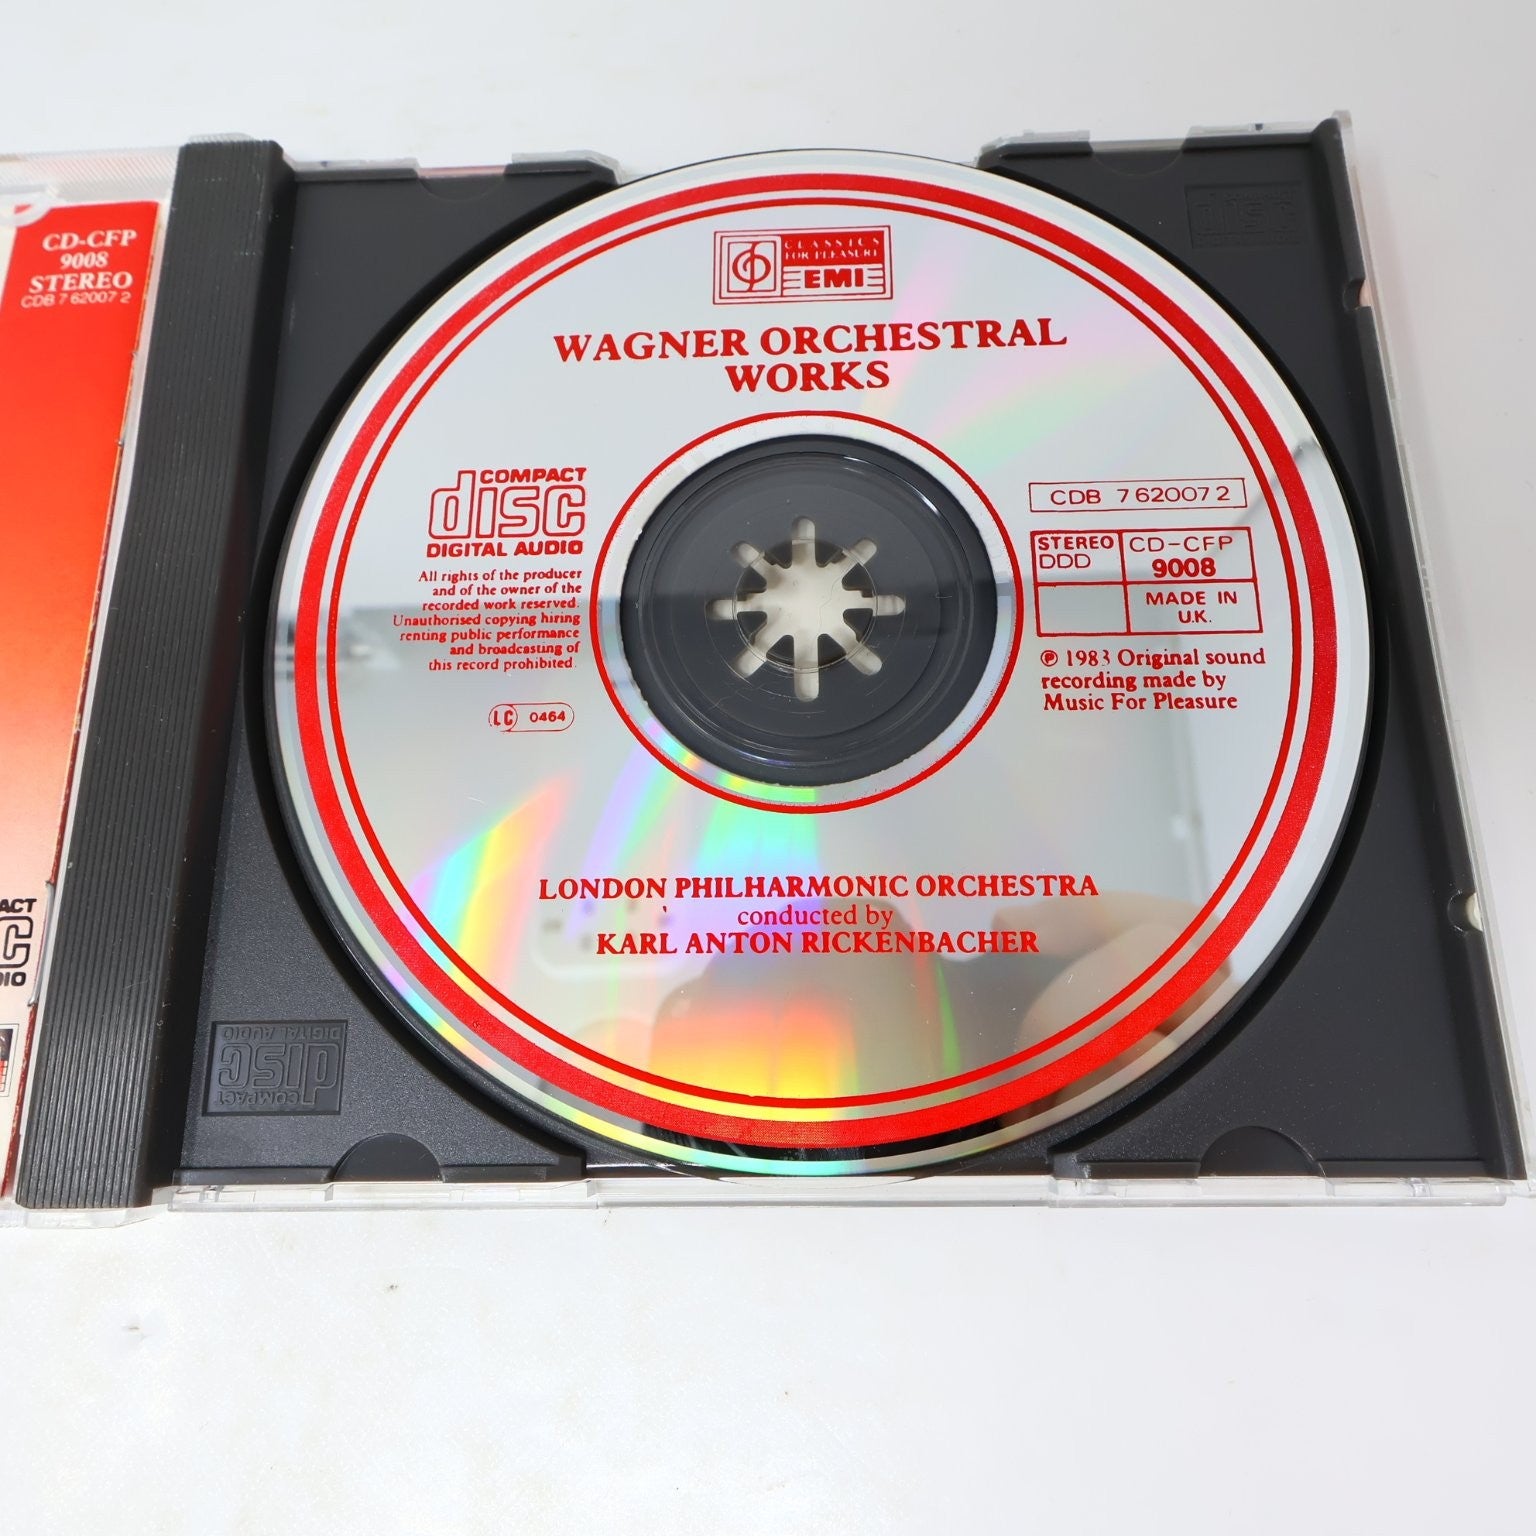 CD-CFP
9008
STEREO
CDB 7 62007 2
CLASSICS
FOR PLEASURE
EMI
WAGNER ORCHESTRAL
WORKS
COMPACT
disc
DIGITAL AUDIO
All rights of the producer
and of the owner of the
recorded work reserved.
Unauthorised copying hiring
renting public performance
and broadcasting of
this record prohibited.
LC 0464
CDB 7 62007 2
STEREO
DDD
CD-CFP
9008
MADE IN
U.K.
℗ 1983 Original sound
recording made by
Music For Pleasure
LONDON PHILHARMONIC ORCHESTRA
conducted by
KARL ANTON RICKENBACHER
COMPACT
disc
DIGITAL AUDIO
disc